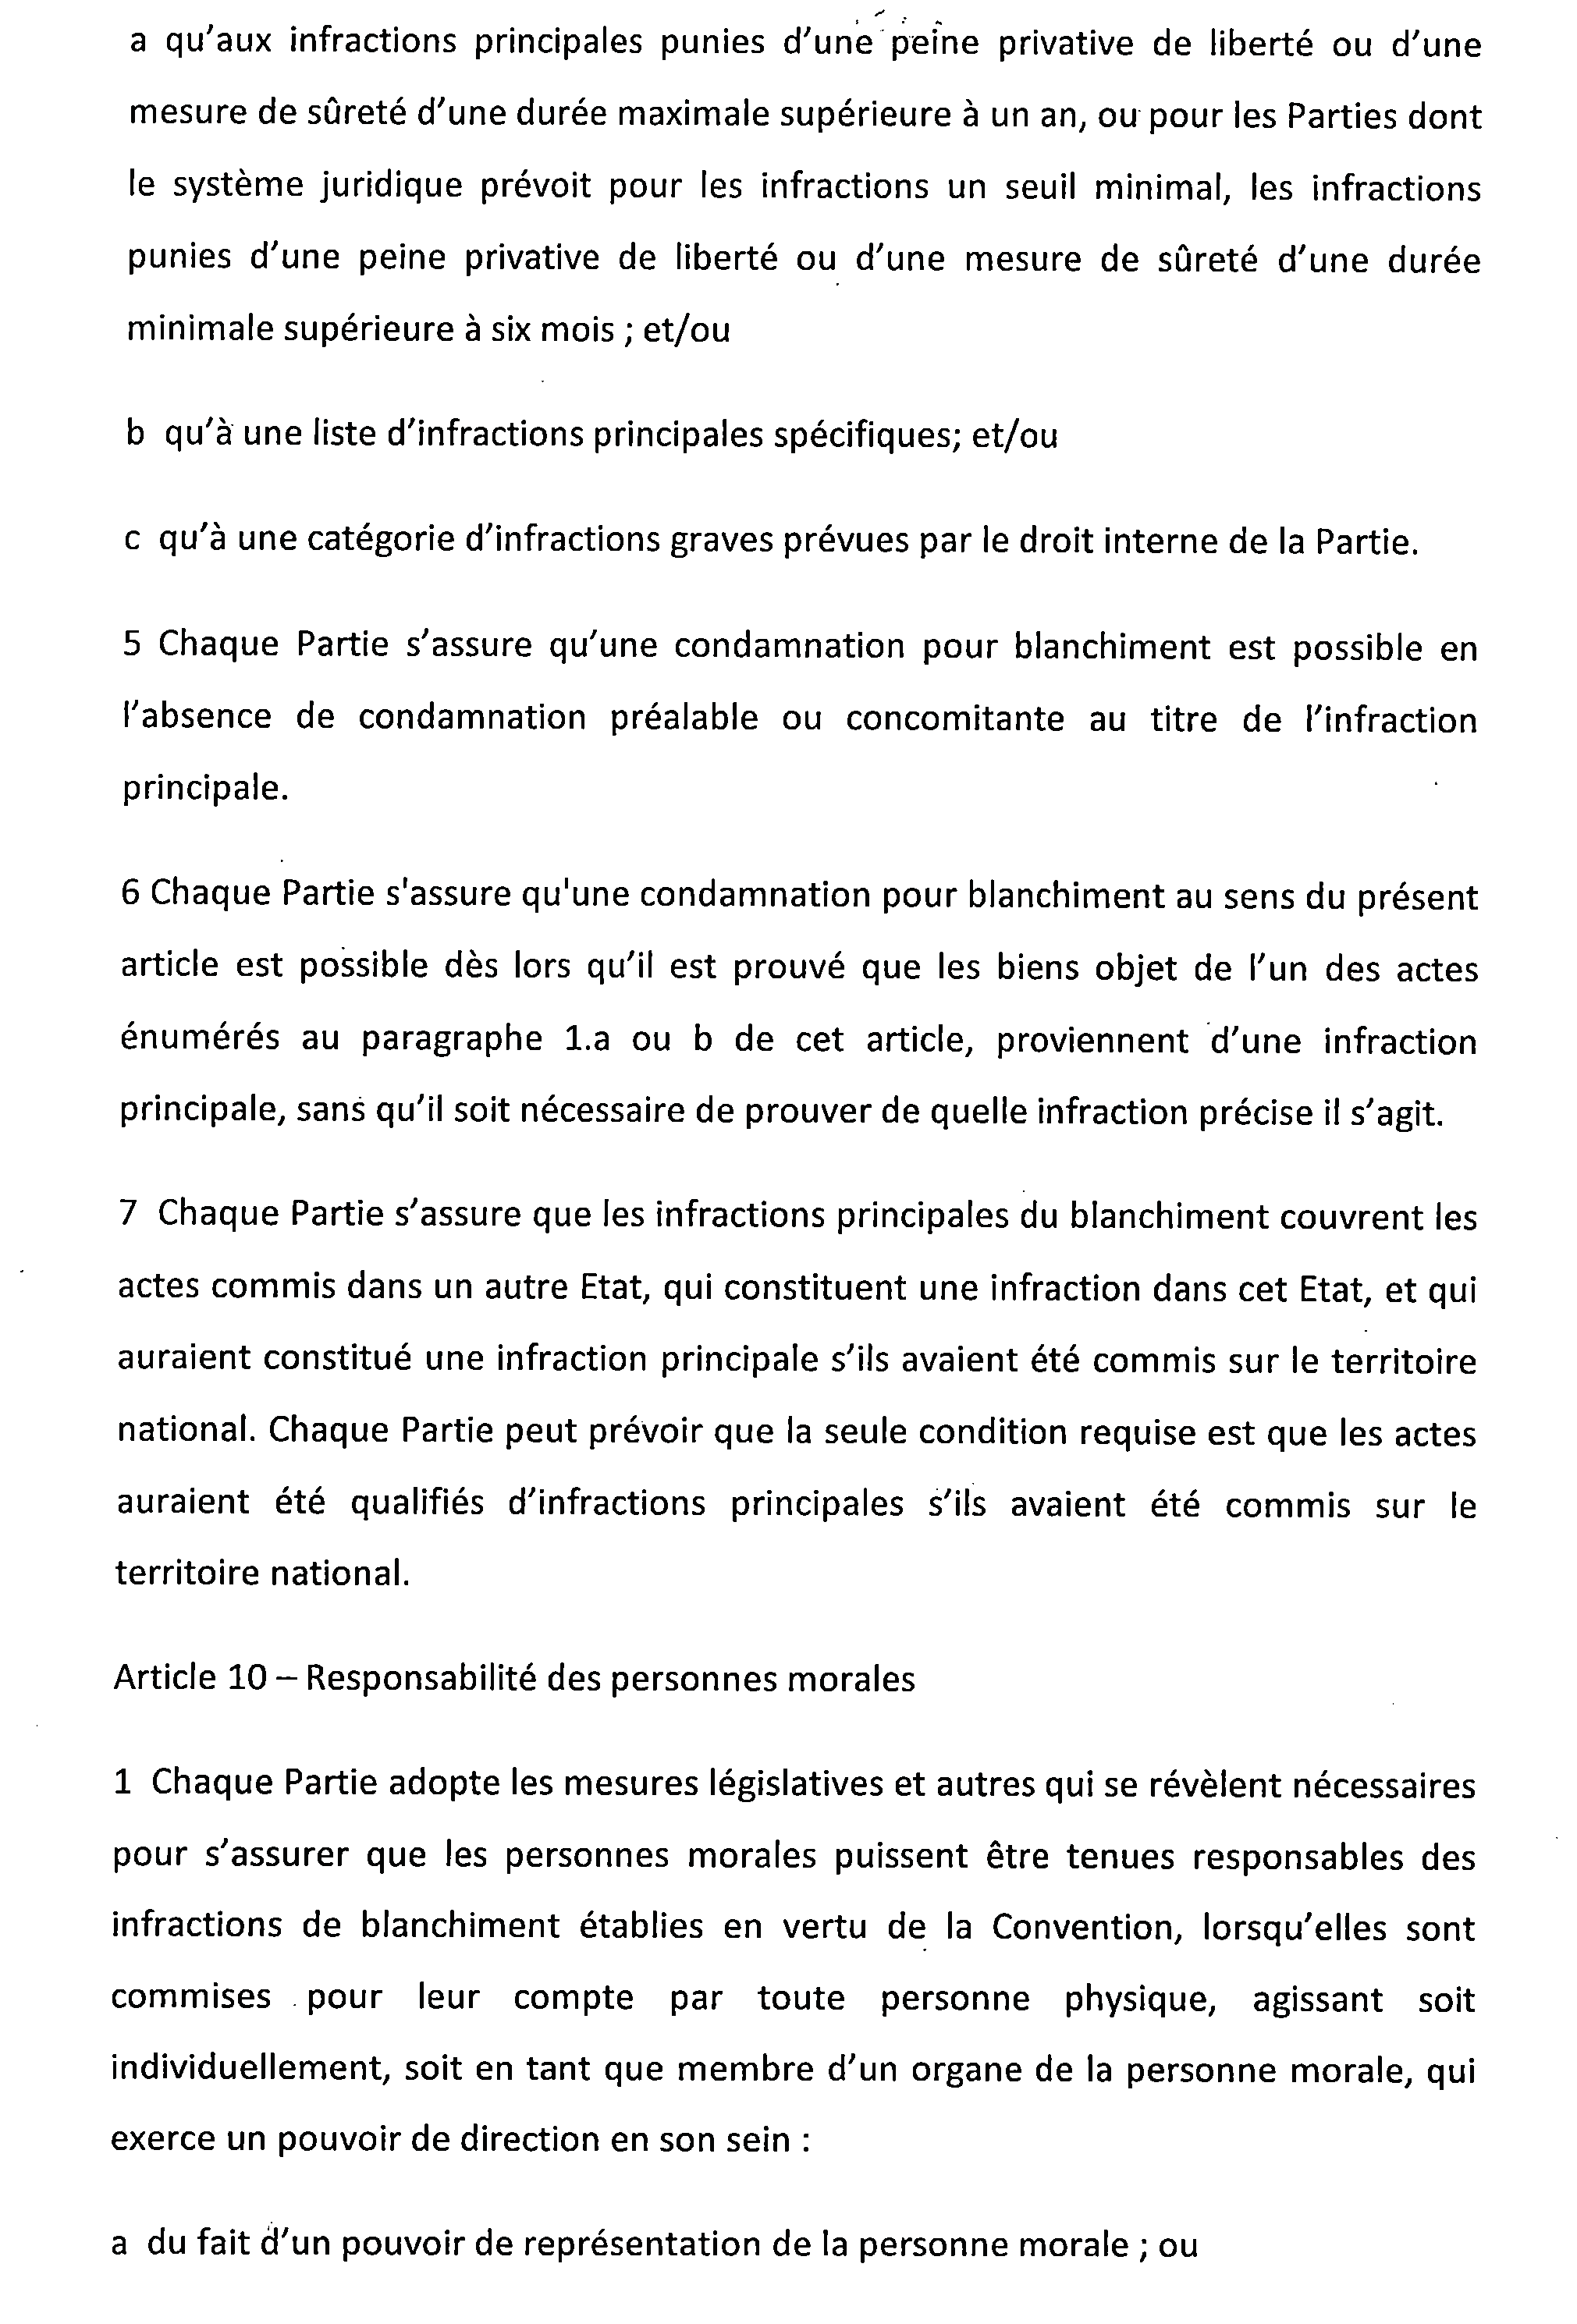 a qu’aux infractions principales punies d’une peine privative de liberté ou d’une
mesure de sûreté d’une durée maximale supérieure à un an, ou pour les Parties dont
le système juridique prévoit pour les infractions un seuil minimal, les infractions
punies d’une peine privative de liberté ou d’une mesure de sûreté d’une durée
minimale supérieure à six mois ; et/ou
b qu’à une liste d’infractions principales spécifiques; et/ou
c qu’à une catégorie d’infractions graves prévues par le droit interne de la Partie.
5 Chaque Partie s’assure qu’une condamnation pour blanchiment est possible en
l’absence de condamnation préalable ou concomitante au titre de l’infraction
principale.
6 Chaque Partie s'assure qu'une condamnation pour blanchiment au sens du présent
article est possible dès lors qu’il est prouvé que les biens objet de l’un des actes
énumérés au paragraphe 1.a ou b de cet article, proviennent d’une infraction
principale, sans qu’il soit nécessaire de prouver de quelle infraction précise il s’agit.
7 Chaque Partie s’assure que les infractions principales du blanchiment couvrent les
actes commis dans un autre Etat, qui constituent une infraction dans cet Etat, et qui
auraient constitué une infraction principale s’ils avaient été commis sur le territoire
national. Chaque Partie peut prévoir que la seule condition requise est que les actes
auraient été qualifiés d’infractions principales s’ils avaient été commis sur le
territoire national.
Article 10 – Responsabilité des personnes morales
1 Chaque Partie adopte les mesures législatives et autres qui se révèlent nécessaires
pour s’assurer que les personnes morales puissent être tenues responsables des
infractions de blanchiment établies en vertu de la Convention, lorsqu’elles sont
commises pour leur compte par toute personne physique, agissant soit
individuellement, soit en tant que membre d’un organe de la personne morale, qui
exerce un pouvoir de direction en son sein :
a du fait d’un pouvoir de représentation de la personne morale ; ou